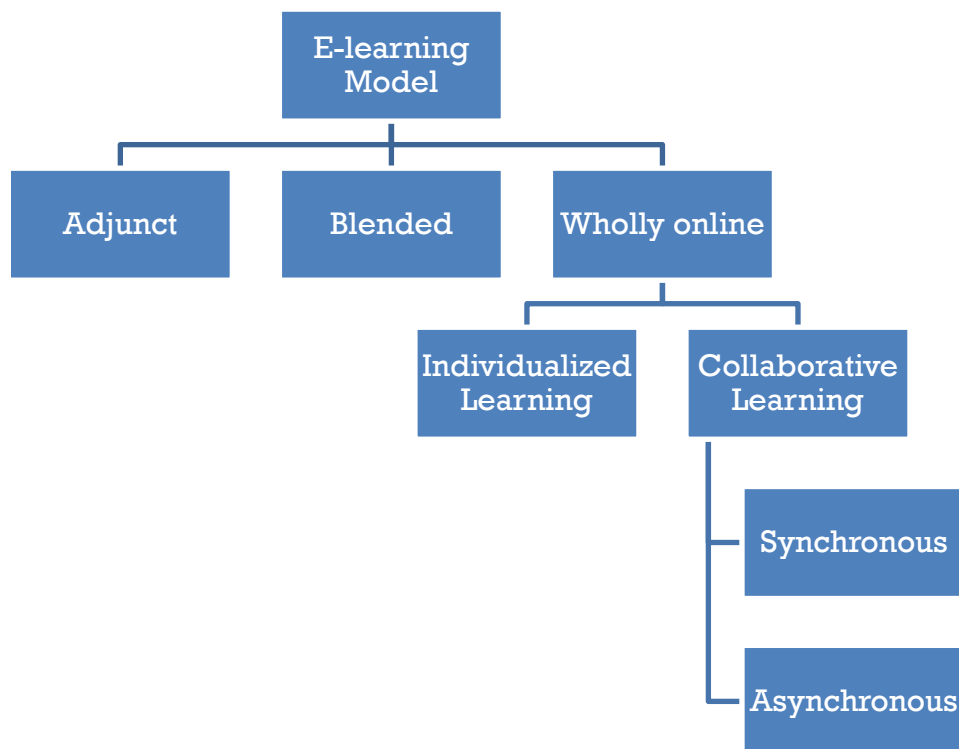 E-learning
Model
Adjunct
Blended
Wholly online
Individualized
Learning
Collaborative
Learning
Synchronous
Asynchronous